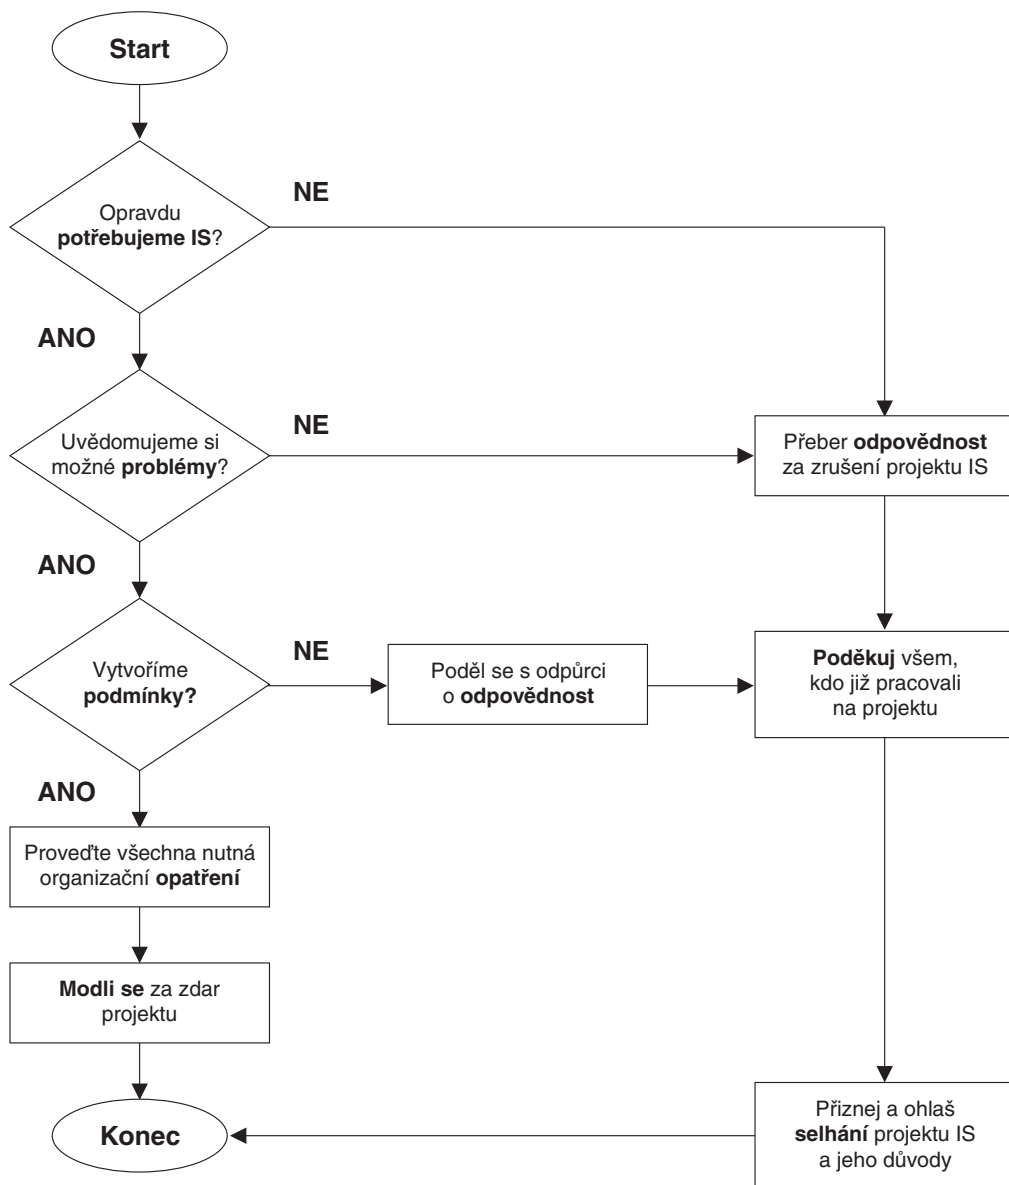 Start
NE
Opravdu
potřebujeme IS?
ANO
NE
Uvědomujeme si
možné problémy?
Přeber odpovědnost
za zrušení projektu IS
ANO
NE
Vytvoříme
podmínky?
Poděl se s odpůrci
o odpovědnost
Poděkuj všem,
kdo již pracovali
na projektu
ANO
Proveďte všechna nutná
organizační opatření
Modli se za zdar
projektu
Konec
Přiznej a ohlaš
selhání projektu IS
a jeho důvody